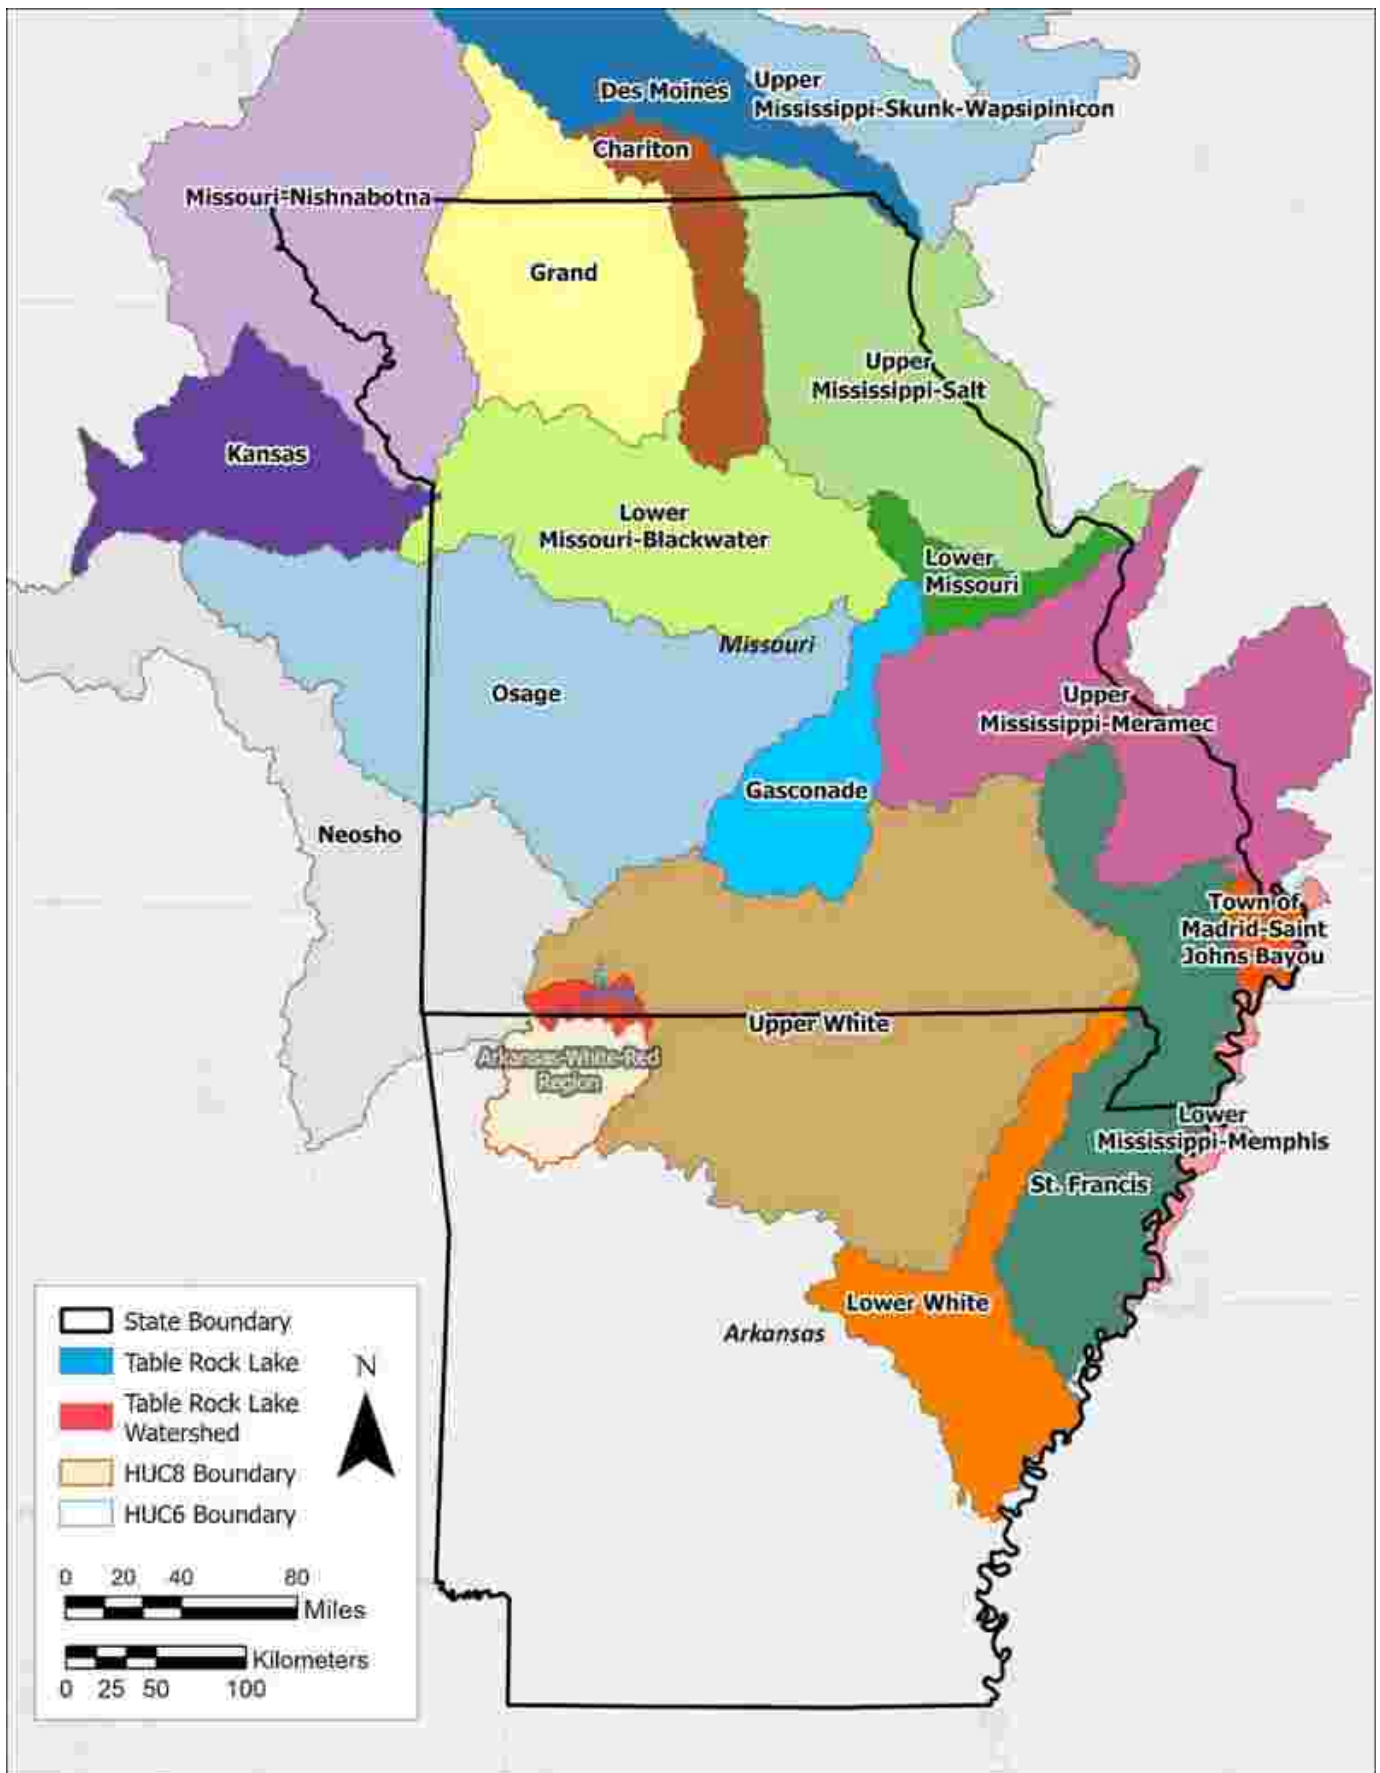 Des Moines
Upper
Mississippi-Skunk-Wapsipinicon
Chariton
Missouri-Nishnabotna
Grand
Upper
Mississippi-Salt
Kansas
Lower
Missouri-Blackwater
Lower
Missouri
Missouri
Osage
Upper
Mississippi-Meramec
Gasconade
Neosho
Town of
Madrid-Saint
Johns Bayou
Upper White
Arkansas-White-Red
Region
Lower
Mississippi-Memphis
St. Francis
Lower White
Arkansas
State Boundary
Table Rock Lake
Table Rock Lake
Watershed
HUC8 Boundary
HUC6 Boundary
N
0 20 40 80
Miles
Kilometers
0 25 50 100